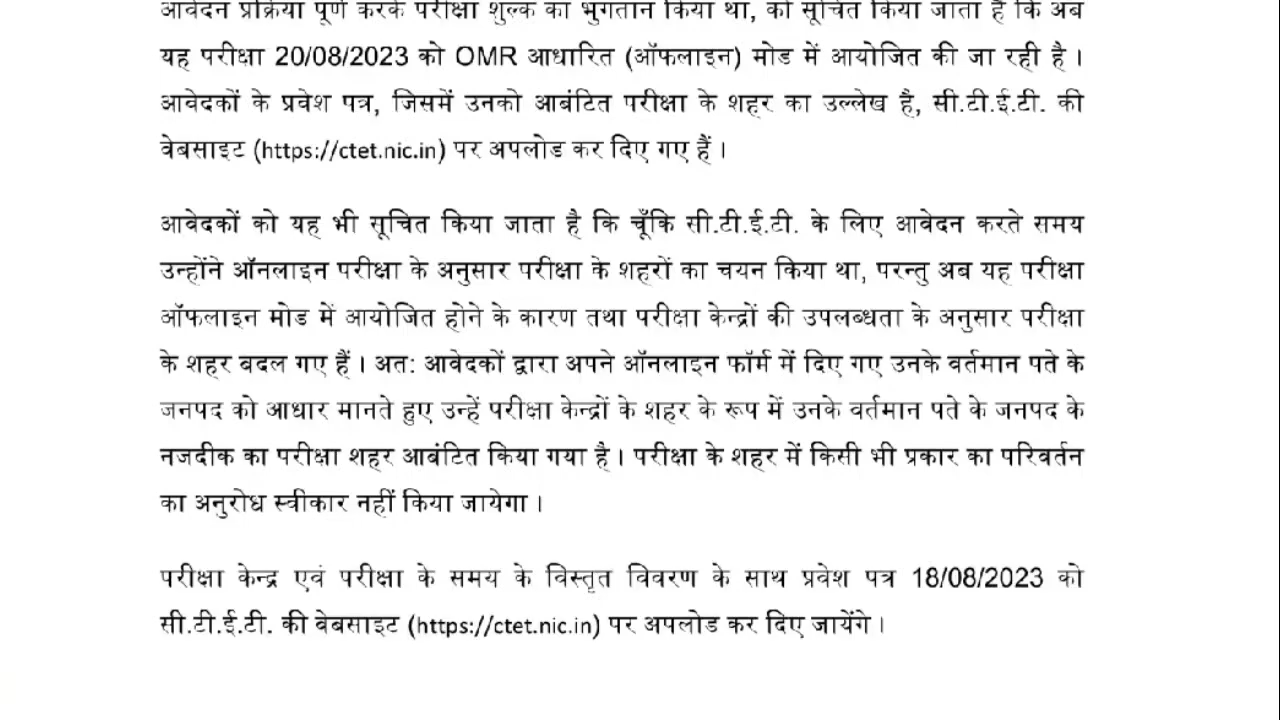 आवेदन प्रक्रिया पूर्ण करके परीक्षा शुल्क का भुगतान किया था, को सूचित किया जाता है कि अब
यह परीक्षा 20/08/2023 को OMR आधारित (ऑफलाइन) मोड में आयोजित की जा रही है।
आवेदकों के प्रवेश पत्र, जिसमें उनको आबंटित परीक्षा के शहर का उल्लेख है, सी.टी.ई.टी. की
वेबसाइट (https://ctet.nic.in) पर अपलोड कर दिए गए हैं।
आवेदकों को यह भी सूचित किया जाता है कि चूँकि सी.टी.ई.टी. के लिए आवेदन करते समय
उन्होंने ऑनलाइन परीक्षा के अनुसार परीक्षा के शहरों का चयन किया था, परन्तु अब यह परीक्षा
ऑफलाइन मोड में आयोजित होने के कारण तथा परीक्षा केन्द्रों की उपलब्धता के अनुसार परीक्षा
के शहर बदल गए हैं। अत: आवेदकों द्वारा अपने ऑनलाइन फॉर्म में दिए गए उनके वर्तमान पते के
जनपद को आधार मानते हुए उन्हें परीक्षा केन्द्रों के शहर के रूप में उनके वर्तमान पते के जनपद के
नजदीक का परीक्षा शहर आबंटित किया गया है। परीक्षा के शहर में किसी भी प्रकार का परिवर्तन
का अनुरोध स्वीकार नहीं किया जायेगा।
परीक्षा केन्द्र एवं परीक्षा के समय के विस्तृत विवरण के साथ प्रवेश पत्र 18/08/2023 को
सी.टी.ई.टी. की वेबसाइट (https://ctet.nic.in) पर अपलोड कर दिए जायेंगे।